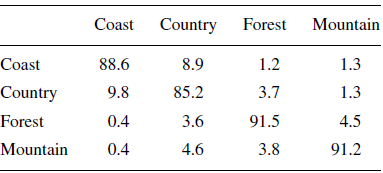 Coast Country Forest Mountain
Coast 88.6 8.9 1.2 1.3
Country 9.8 85.2 3.7 1.3
Forest 0.4 3.6 91.5 4.5
Mountain 0.4 4.6 3.8 91.2